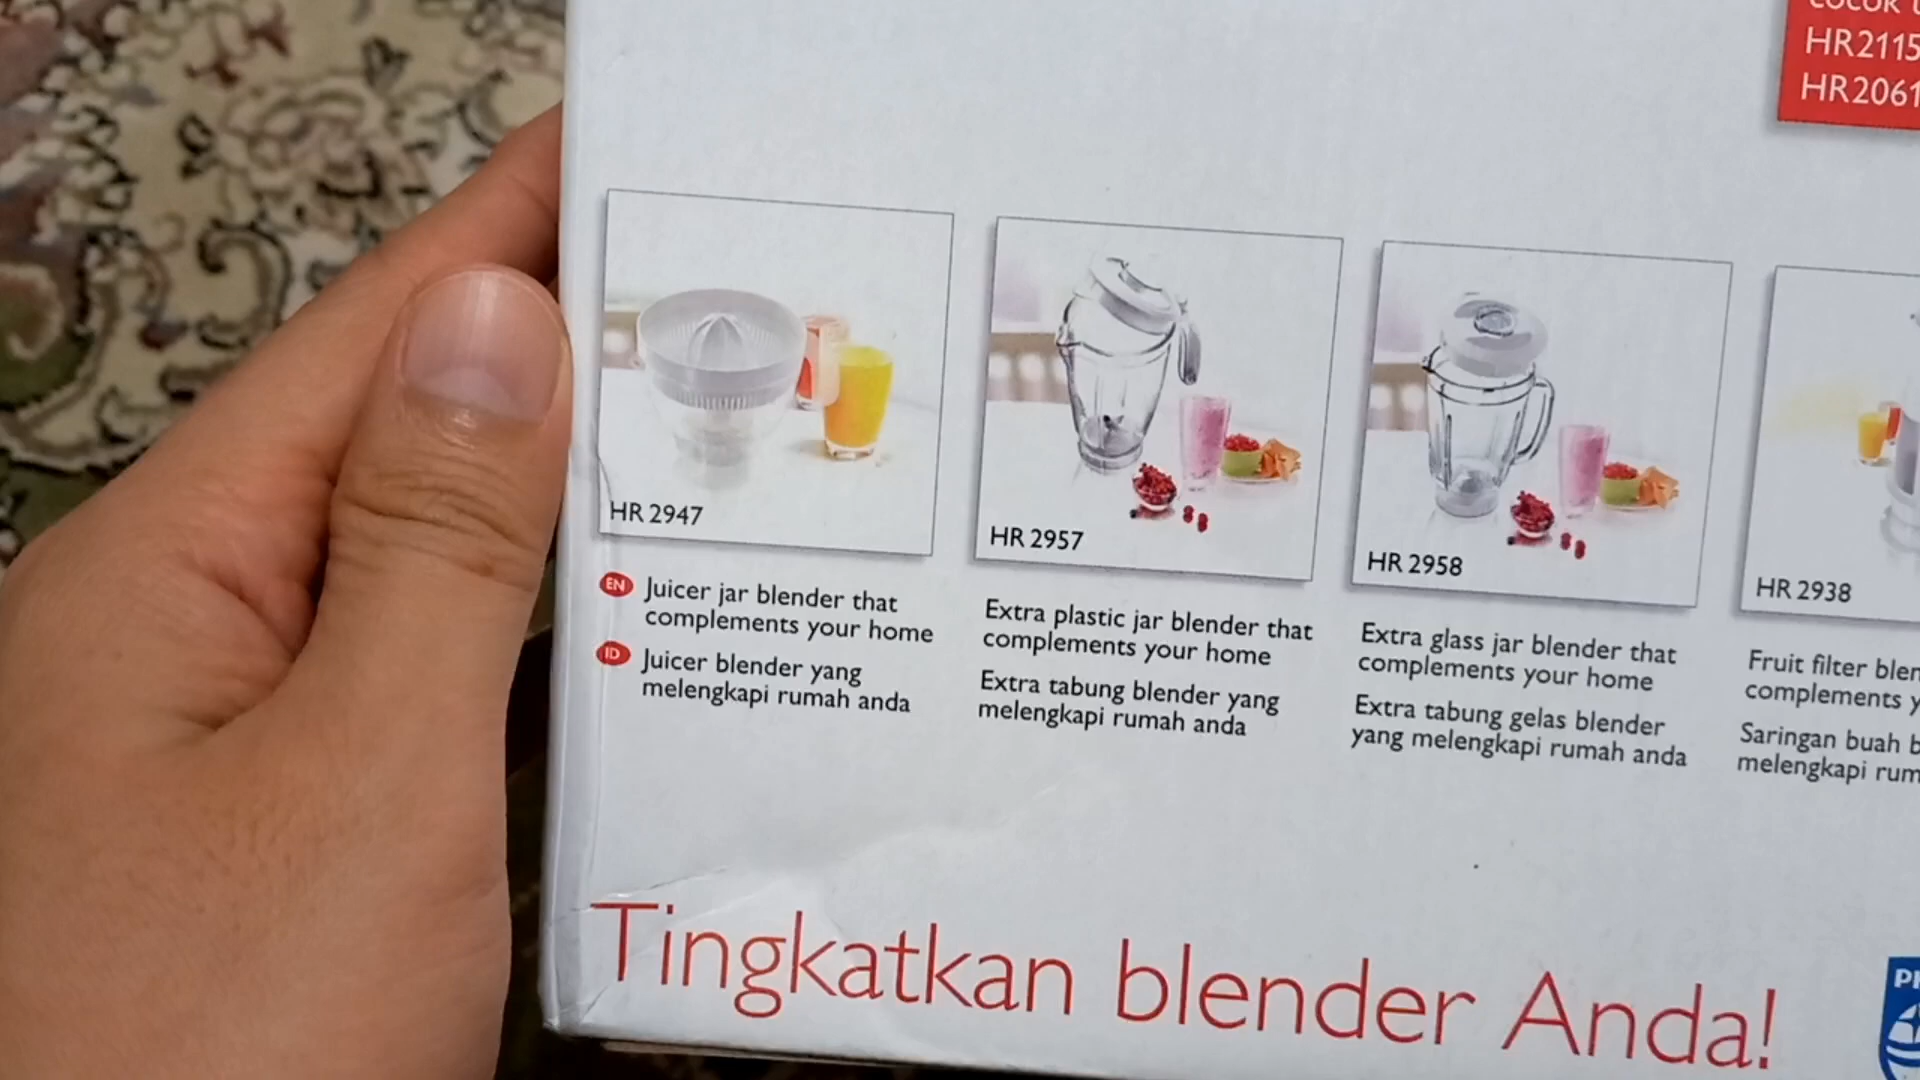 HR2115
HR2061
HR 2947
HR 2957
HR 2958
HR 2938
EN Juicer jar blender that
complements your home
ID Juicer blender yang
melengkapi rumah anda
Extra plastic jar blender that
complements your home
Extra tabung blender yang
melengkapi rumah anda
Extra glass jar blender that
complements your home
Extra tabung gelas blender
yang melengkapi rumah anda
Fruit filter
complements
Saringan buah
melengkapi
Tingkatkan blender Anda!